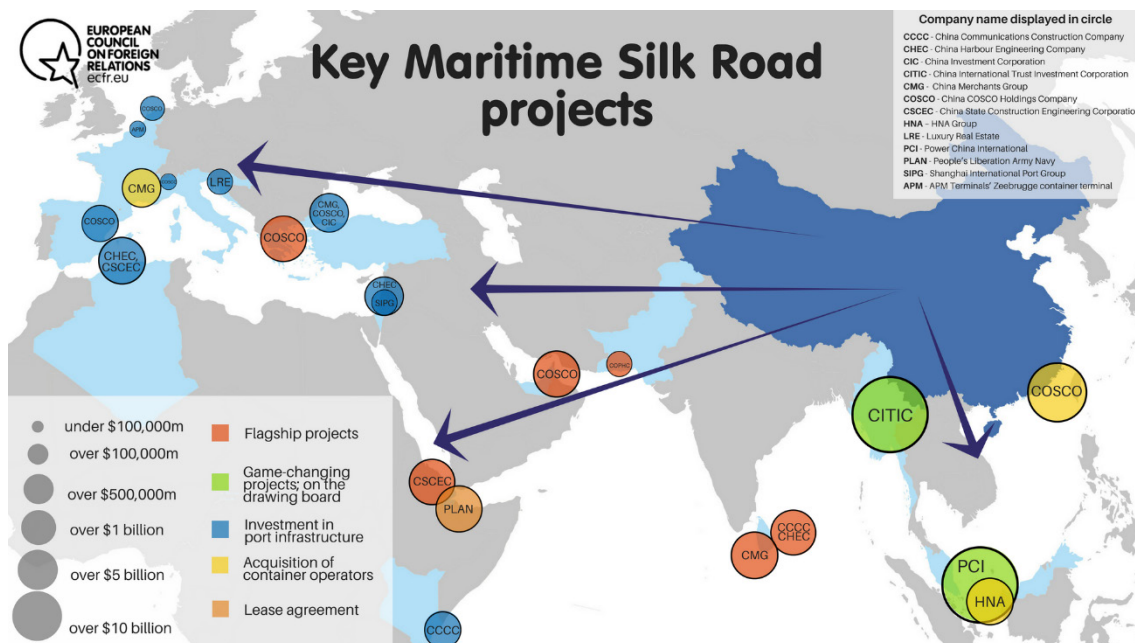 EUROPEAN
COUNCIL
ON FOREIGN
RELATIONS
ecfr.eu
Key Maritime Silk Road
projects
Company name displayed in circle
CCCC - China Communications Construction Company
CHEC - China Harbour Engineering Company
CIC - China Investment Corporation
CITIC - China International Trust Investment Corporation
CMG - China Merchants Group
COSCO - China COSCO Holdings Company
CSCEC - China State Construction Engineering Corporatio
HNA - HNA Group
LRE - Luxury Real Estate
PCI - Power China International
PLAN - People's Liberation Army Navy
SIPG - Shanghai International Port Group
APM - APM Terminals' Zeebrugge container terminal
COSCO
APM
CMG
COSCO
LRE
CMG,
COSCO,
CIC
COSCO
COSCO
CHEC,
CSCEC
CHEC
SIPG
COSCO
COPHC
CITIC
COSCO
CSCEC
PLAN
CMG
CCCC
CHEC
PCI
HNA
CCCC
under $100,000m
over $100,000m
over $500,000m
over $1 billion
over $5 billion
over $10 billion
Flagship projects
Game-changing
projects; on the
drawing board
Investment in
port infrastructure
Acquisition of
container operators
Lease agreement